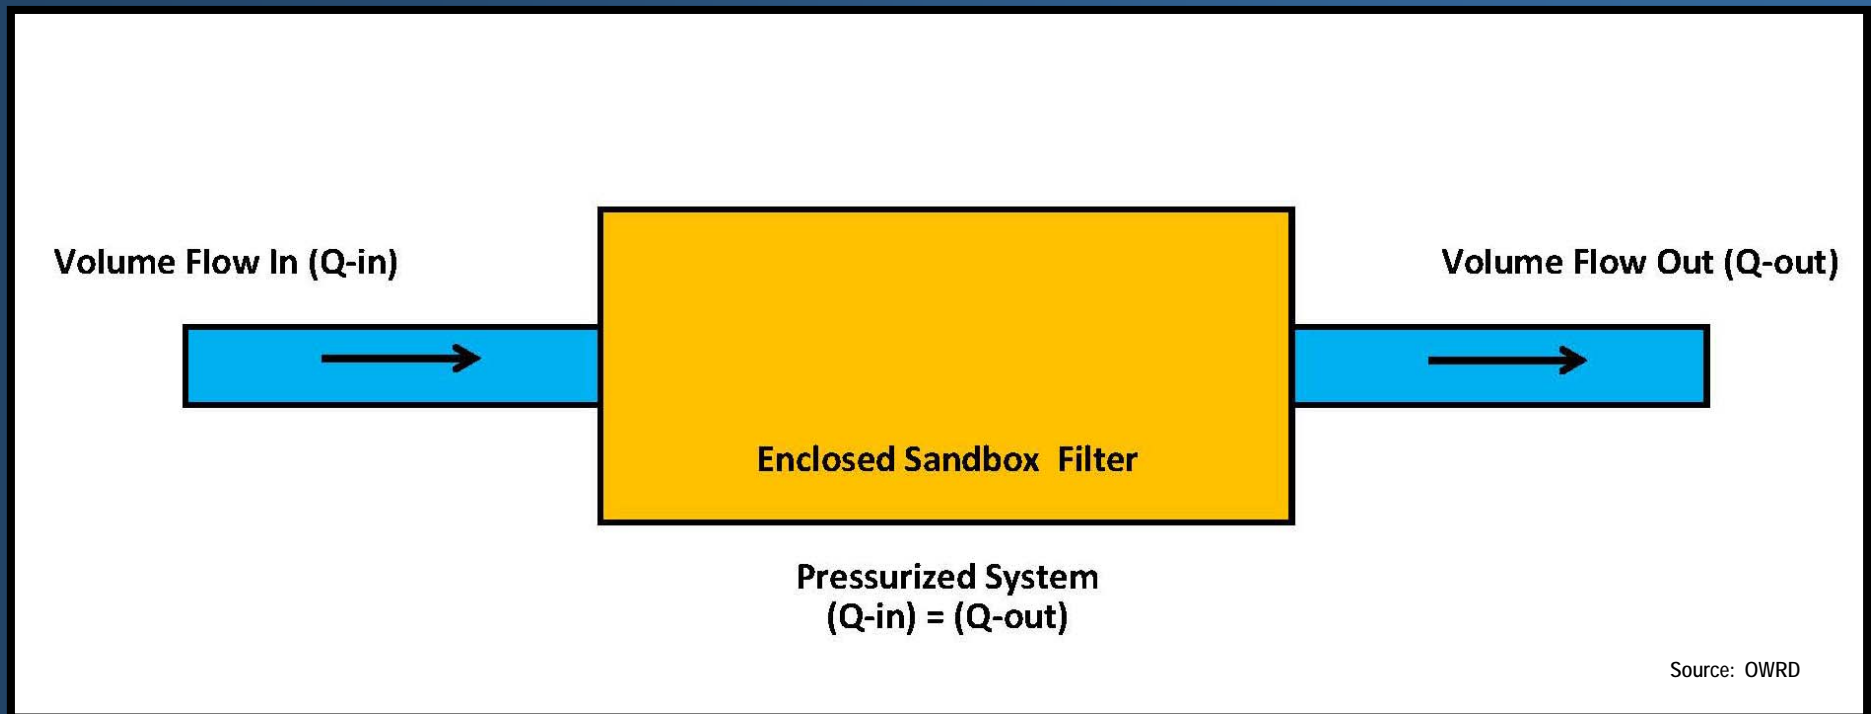 Volume Flow In (Q-in)
Volume Flow Out (Q-out)
Enclosed Sandbox Filter
Pressurized System
(Q-in) = (Q-out)
Source: OWRD